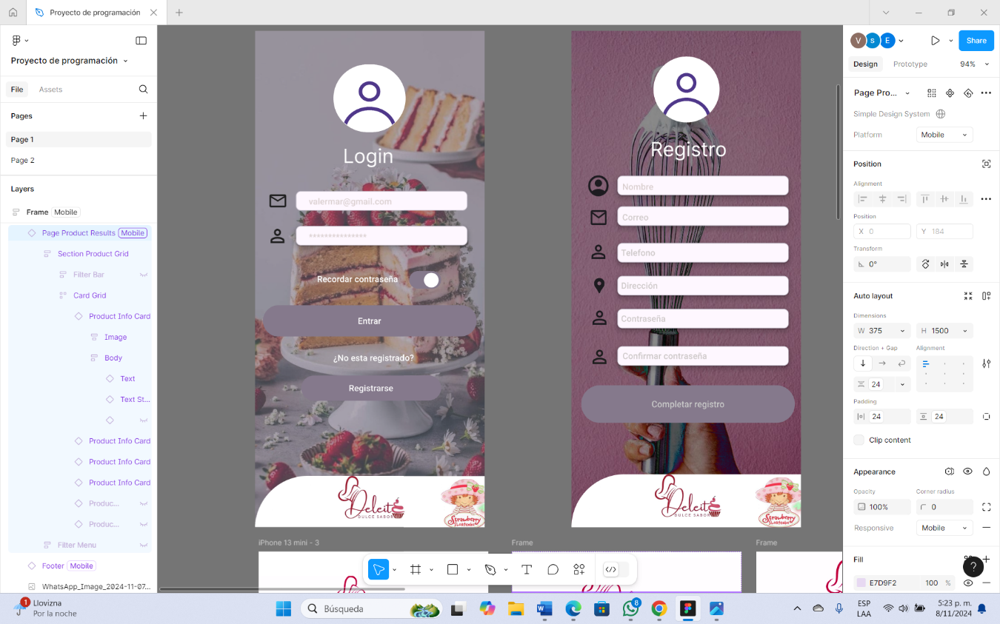 Proyecto de programación
Proyecto de programación
File
Assets
Pages
Page 1
Page 2
Layers
Frame Mobile
Page Product Results Mobile
Section Product Grid
Filter Bar
Card Grid
Product Info Card
Image
Body
Text
Text St...
Product Info Card
Product Info Card
Product Info Card
Produc...
Produc...
Filter Menu
Footer Mobile
WhatsApp_Image_2024-11-07...
Login
valermar@gmail.com
***************
Recordar contraseña
Entrar
¿No esta registrado?
Registrarse
Deleite
DULCE SABOR
Strawberry
Shortcake
Registro
Nombre
Correo
Telefono
Dirección
Contraseña
Confirmar contraseña
Completar registro
Deleite
DULCE SABOR
Strawberry
Shortcake
iPhone 13 mini - 3
Frame
Frame
V S E
Share
Design
Prototype
94%
Page Pro...
Simple Design System
Platform
Mobile
Position
Alignment
Position
X 0
Y 184
Transform
0°
Auto layout
Dimensions
W 375
H 1500
Direction + Gap
Alignment
24
Padding
24
24
Clip content
Appearance
Opacity
Corner radius
100%
0
Responsive
Mobile
Fill
?
E7D9F2 100 %
1
Llovizna
Por la noche
Búsqueda
8
ESP
LAA
5:23 p. m.
8/11/2024